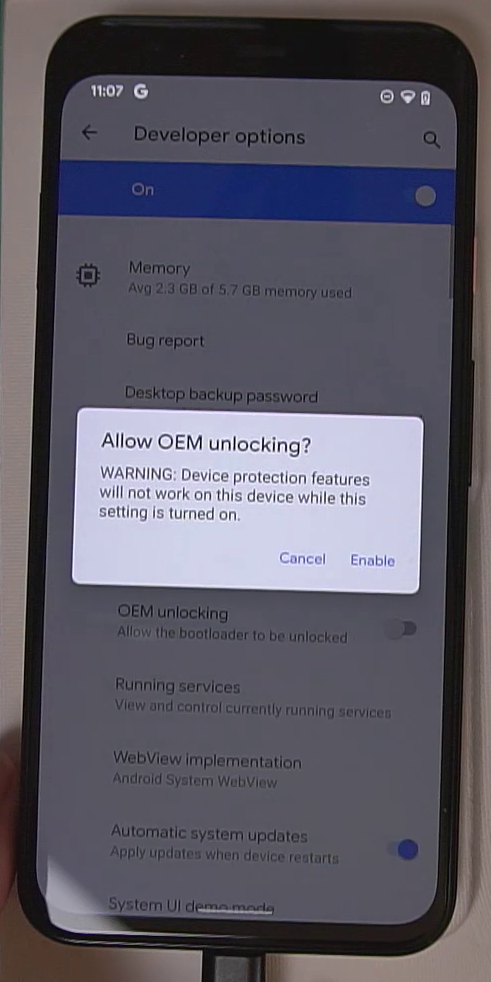 11:07 G
Developer options
On
Memory
Avg 2.3 GB of 5.7 GB memory used
Bug report
Desktop backup password
Allow OEM unlocking?
WARNING: Device protection features
will not work on this device while this
setting is turned on.
Cancel Enable
OEM unlocking
Allow the bootloader to be unlocked
Running services
View and control currently running services
WebView implementation
Android System WebView
Automatic system updates
Apply updates when device restarts
System UI demo mode